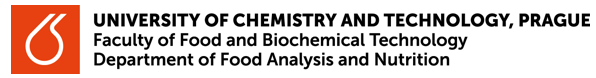 UNIVERSITY OF CHEMISTRY AND TECHNOLOGY, PRAGUE
Faculty of Food and Biochemical Technology
Department of Food Analysis and Nutrition